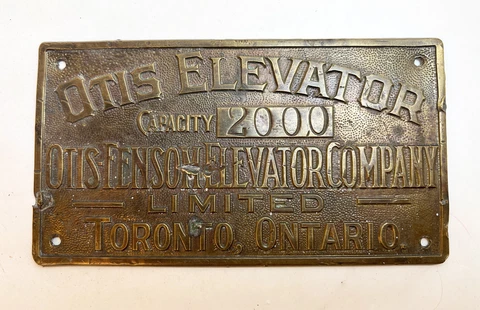 OTIS ELEVATOR
CAPACITY 2000
OTIS-FENSOM ELEVATOR COMPANY
LIMITED
TORONTO, ONTARIO.